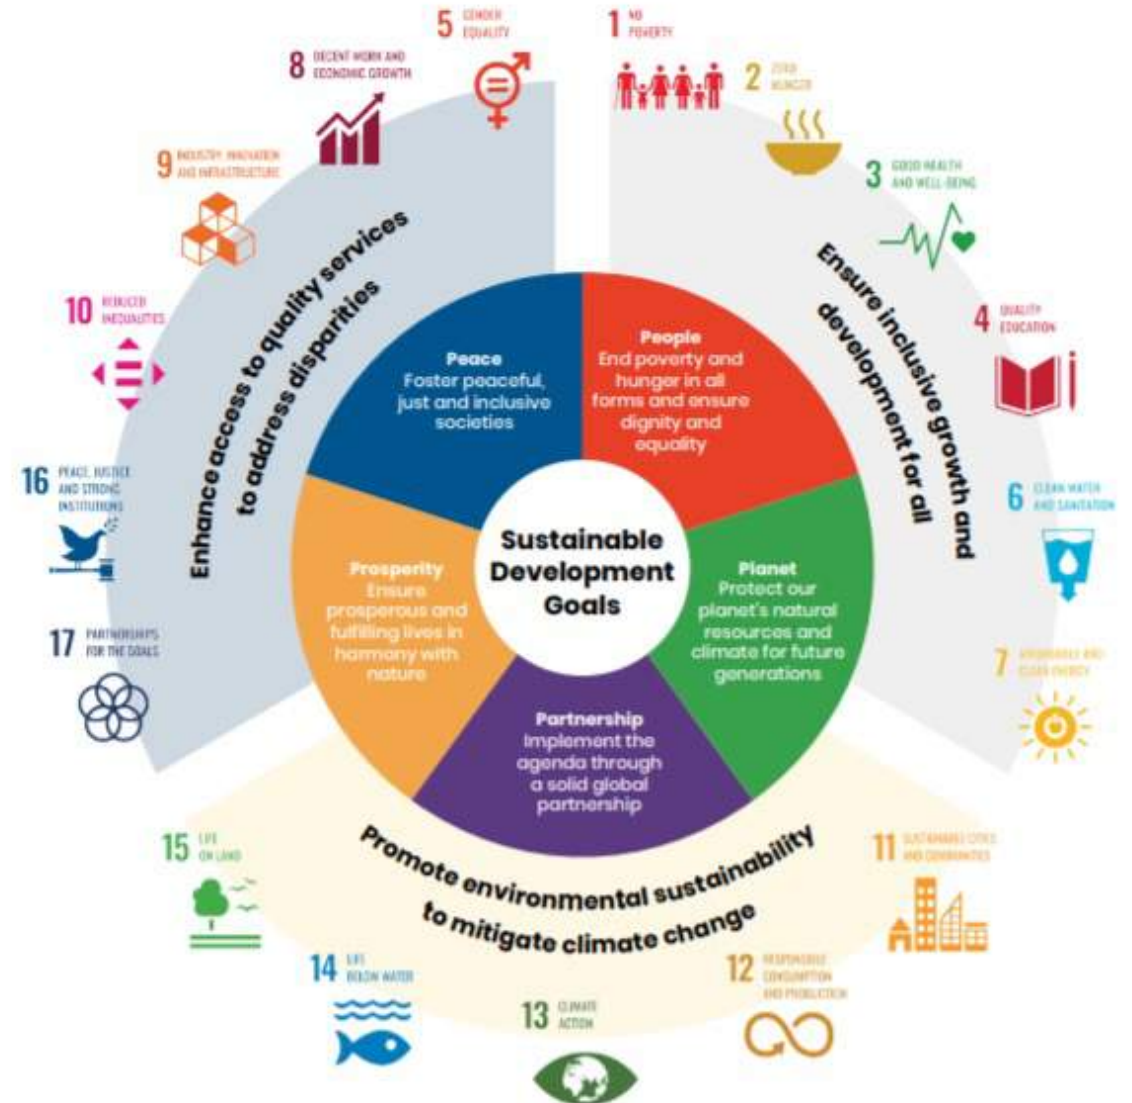 5 GENDER
EQUALITY
1 NO
POVERTY
8 DECENT WORK AND
ECONOMIC GROWTH
2 ZERO
HUNGER
9 INDUSTRY, INNOVATION
AND INFRASTRUCTURE
3 GOOD HEALTH
AND WELL-BEING
10 REDUCED
INEQUALITIES
4 QUALITY
EDUCATION
16 PEACE, JUSTICE
AND STRONG
INSTITUTIONS
6 CLEAN WATER
AND SANITATION
17 PARTNERSHIPS
FOR THE GOALS
7 AFFORDABLE AND
CLEAN ENERGY
Enhance access to quality services
to address disparities
Ensure inclusive growth and
development for all
Peace
Foster peaceful,
just and inclusive
societies
People
End poverty and
hunger in all
forms and ensure
dignity and
equality
Sustainable
Development
Goals
Prosperity
Ensure
prosperous and
fulfilling lives in
harmony with
nature
Planet
Protect our
planet's natural
resources and
climate for future
generations
Partnership
Implement the
agenda through
a solid global
partnership
Promote environmental sustainability
to mitigate climate change
15 LIFE
ON LAND
11 SUSTAINABLE CITIES
AND COMMUNITIES
14 LIFE
BELOW WATER
12 RESPONSIBLE
CONSUMPTION
AND PRODUCTION
13 CLIMATE
ACTION